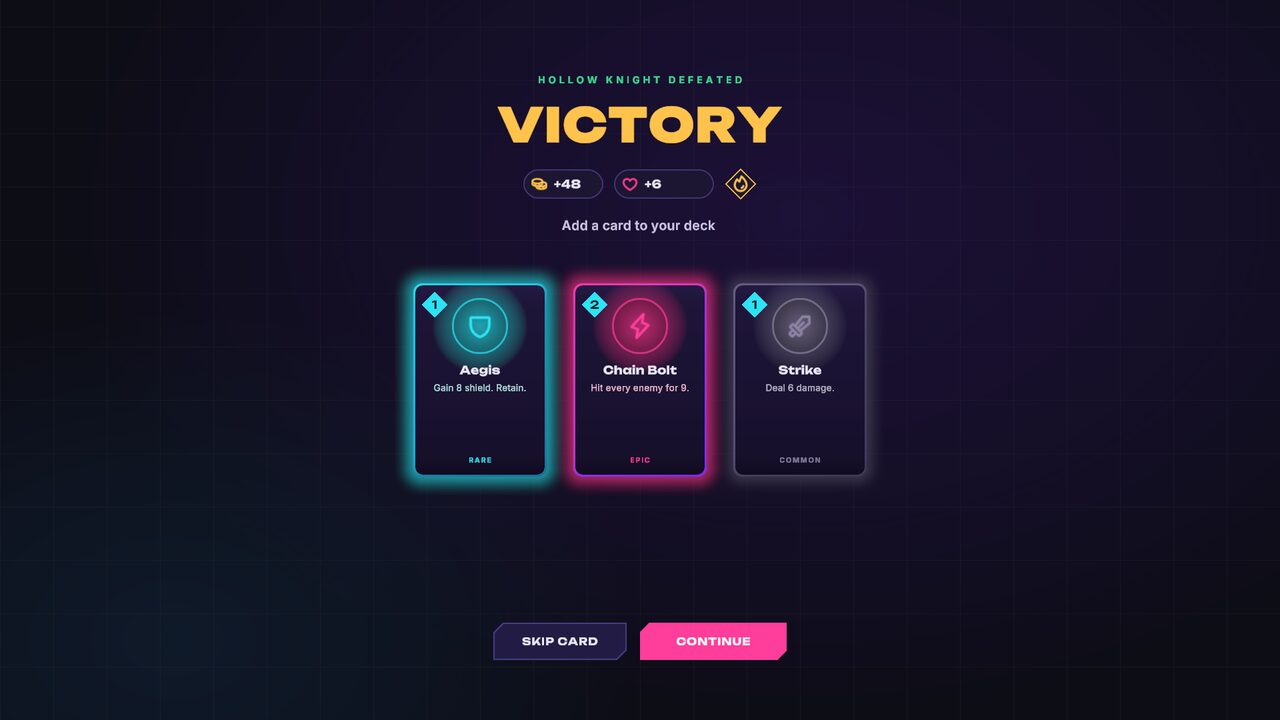 HOLLOW KNIGHT DEFEATED
VICTORY
+48
+6
Add a card to your deck
1
Aegis
Gain 8 shield. Retain.
RARE
2
Chain Bolt
Hit every enemy for 9.
EPIC
1
Strike
Deal 6 damage.
COMMON
SKIP CARD
CONTINUE